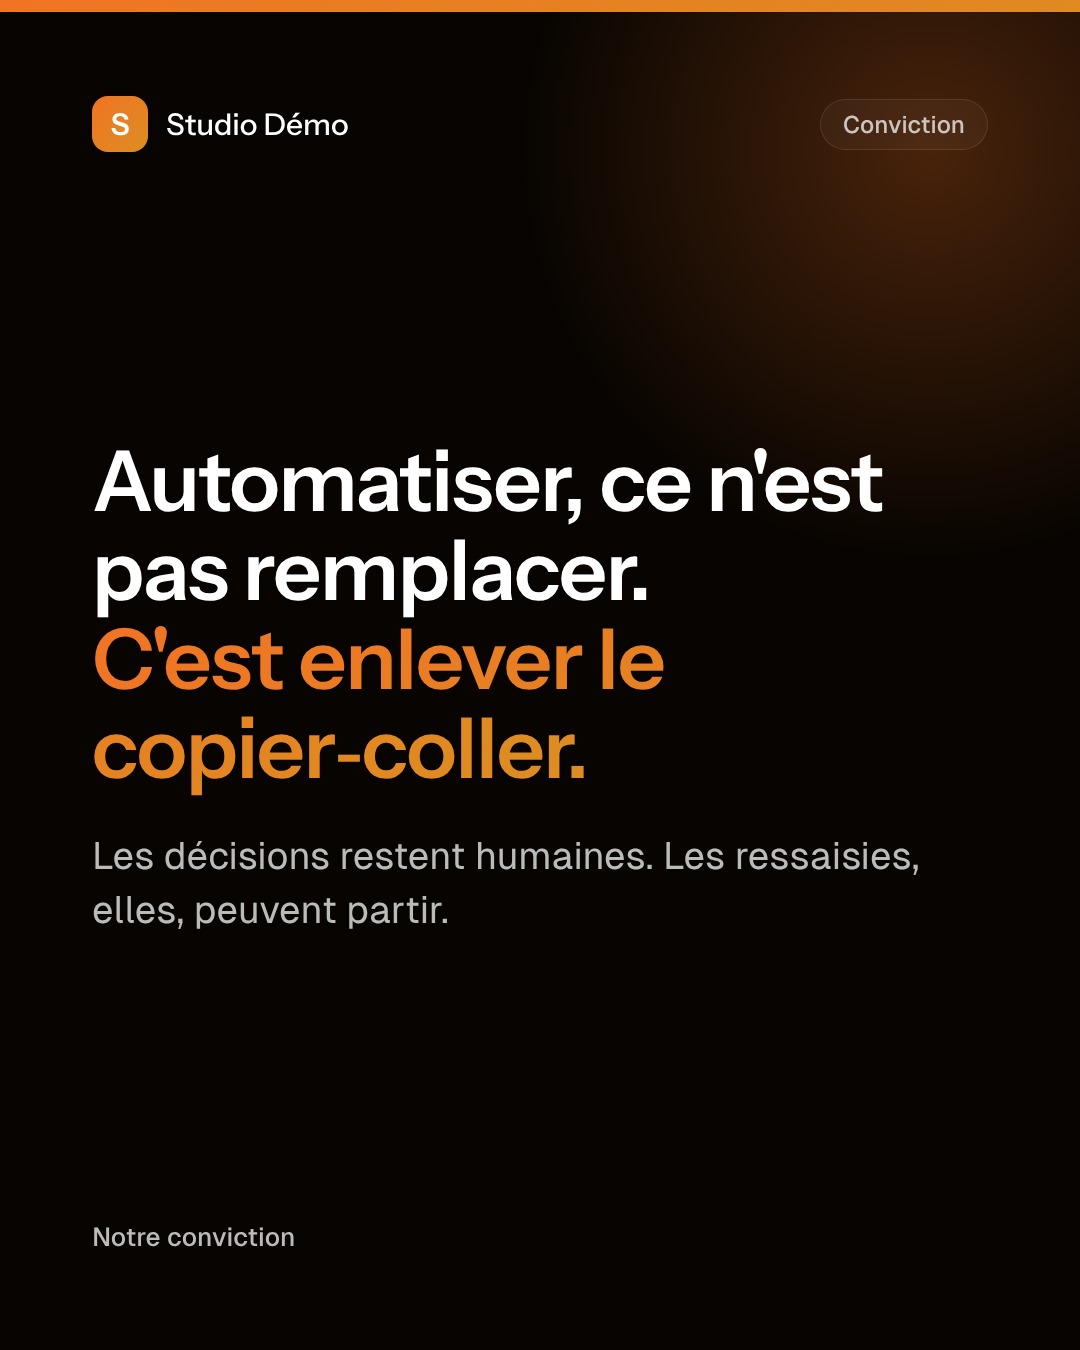 S Studio Démo
Conviction
Automatiser, ce n'est
pas remplacer.
C'est enlever le
copier-coller.
Les décisions restent humaines. Les ressaisies,
elles, peuvent partir.
Notre conviction